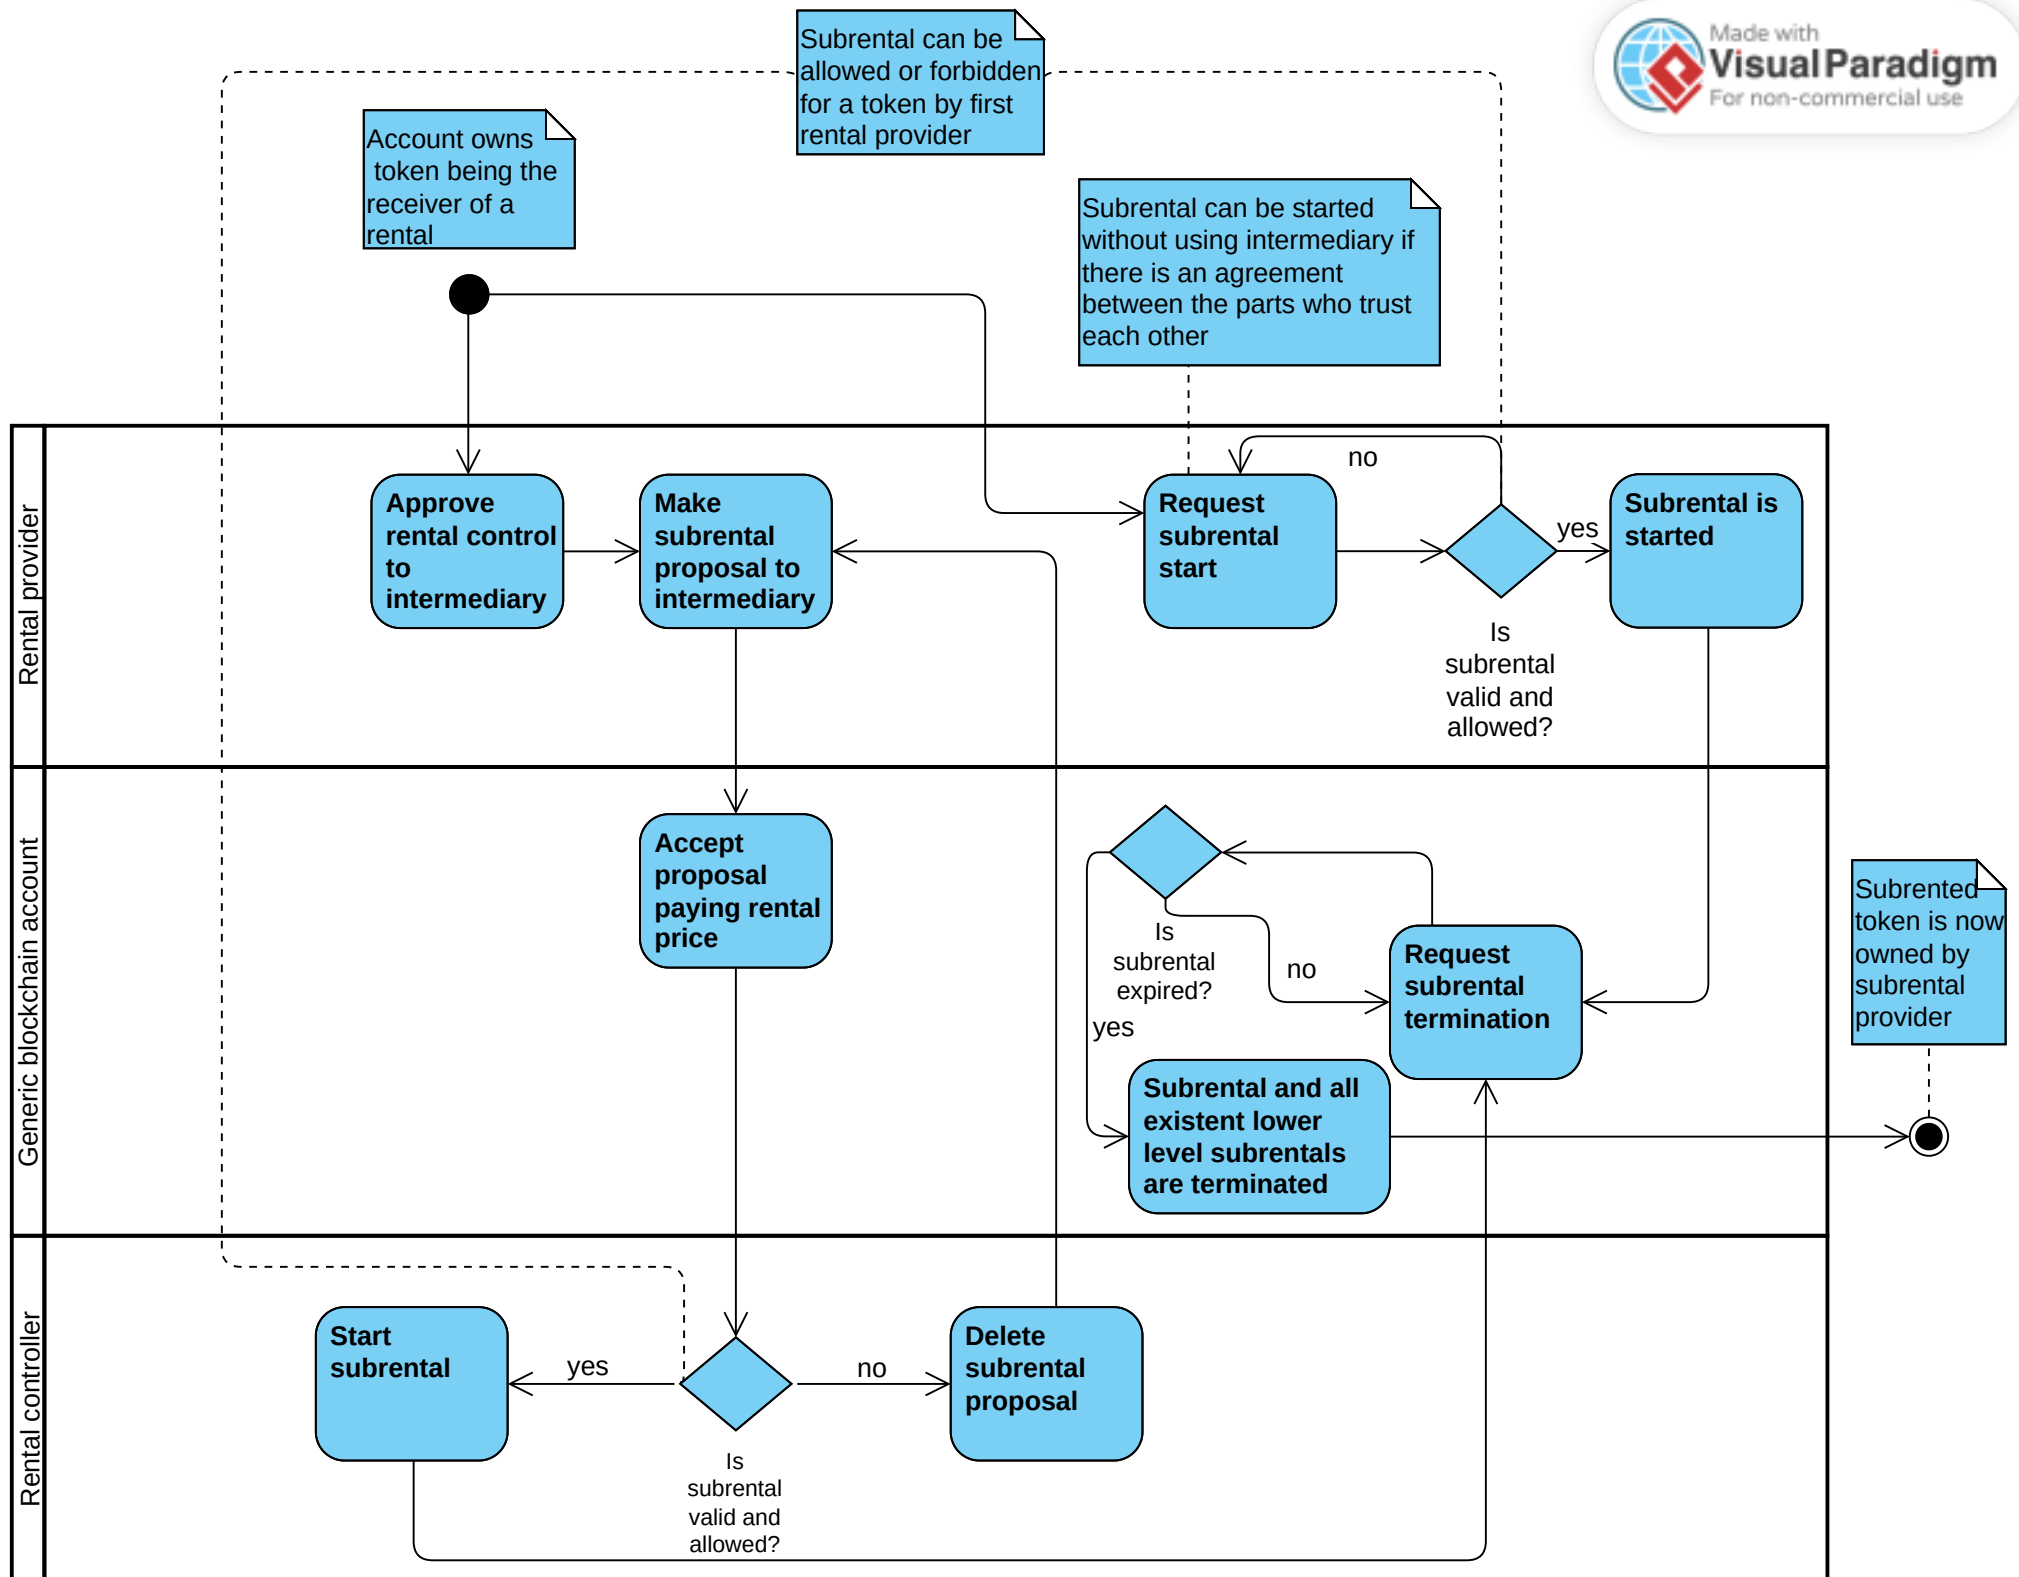 Made with
Visual Paradigm
For non-commercial use
Subrental can be
allowed or forbidden
for a token by first
rental provider
Account owns
token being the
receiver of a
rental
Subrental can be started
without using intermediary if
there is an agreement
between the parts who trust
each other
Rental provider
Approve
rental control
to
intermediary
Make
subrental
proposal to
intermediary
Request
subrental
start
no
yes
Is
subrental
valid and
allowed?
Subrental is
started
Generic blockchain account
Accept
proposal
paying rental
price
Is
subrental
expired?
no
yes
Request
subrental
termination
Subrental and all
existent lower
level subrentals
are terminated
Subrented
token is now
owned by
subrental
provider
Rental controller
Start
subrental
yes
no
Is
subrental
valid and
allowed?
Delete
subrental
proposal